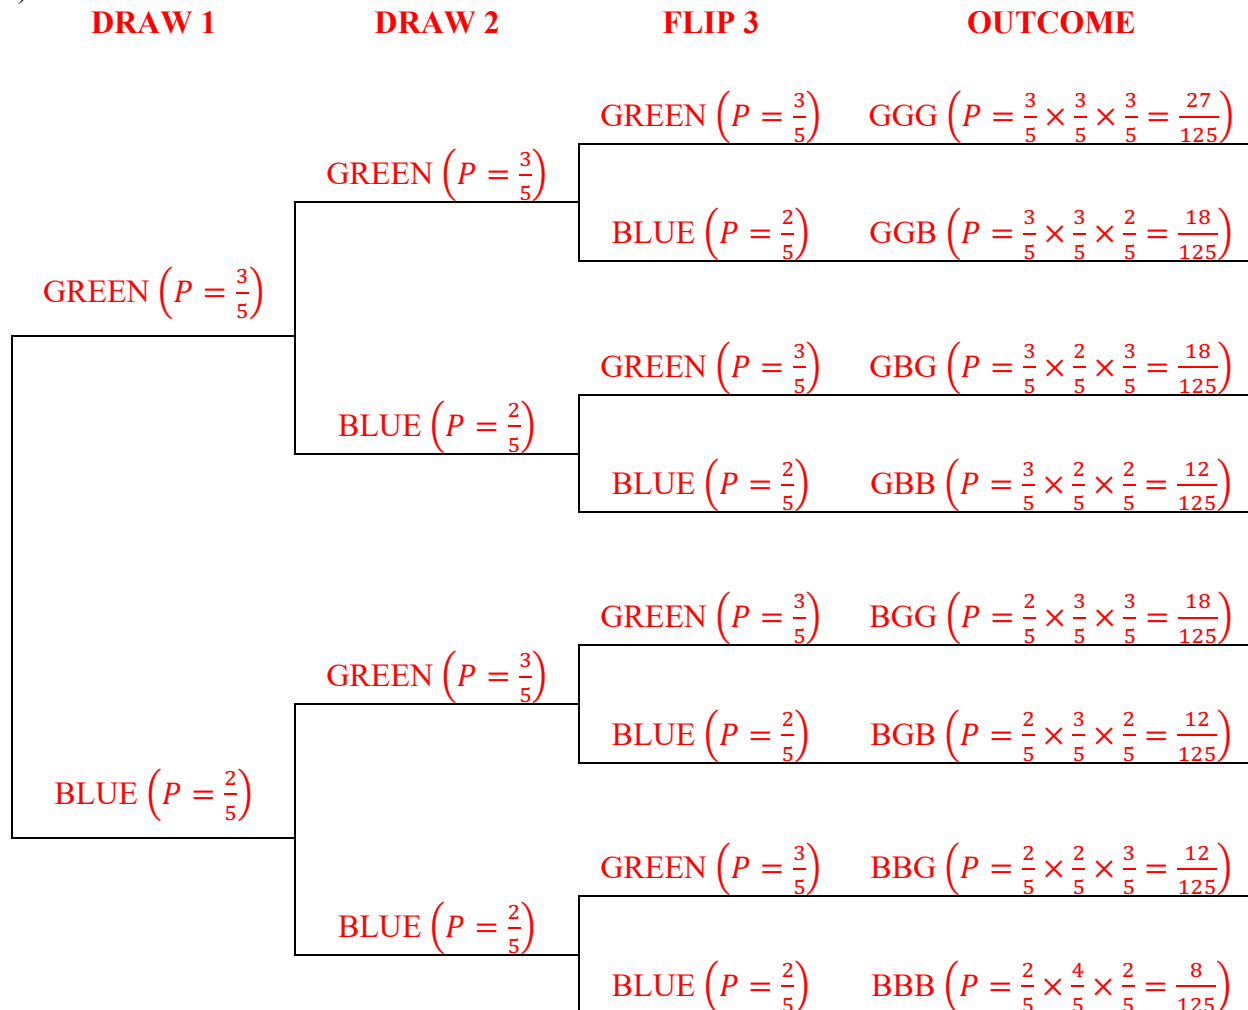 )
DRAW 1 DRAW 2 FLIP 3 OUTCOME
GREEN (P = 3/5) GGG (P = 3/5 × 3/5 × 3/5 = 27/125)
GREEN (P = 3/5)
BLUE (P = 2/5) GGB (P = 3/5 × 3/5 × 2/5 = 18/125)
GREEN (P = 3/5)
GREEN (P = 3/5) GBG (P = 3/5 × 2/5 × 3/5 = 18/125)
BLUE (P = 2/5)
BLUE (P = 2/5) GBB (P = 3/5 × 2/5 × 2/5 = 12/125)
GREEN (P = 3/5) BGG (P = 2/5 × 3/5 × 3/5 = 18/125)
GREEN (P = 3/5)
BLUE (P = 2/5) BGB (P = 2/5 × 3/5 × 2/5 = 12/125)
BLUE (P = 2/5)
GREEN (P = 3/5) BBG (P = 2/5 × 2/5 × 3/5 = 12/125)
BLUE (P = 2/5)
BLUE (P = 2/5) BBB (P = 2/5 × 4/5 × 2/5 = 8/125)